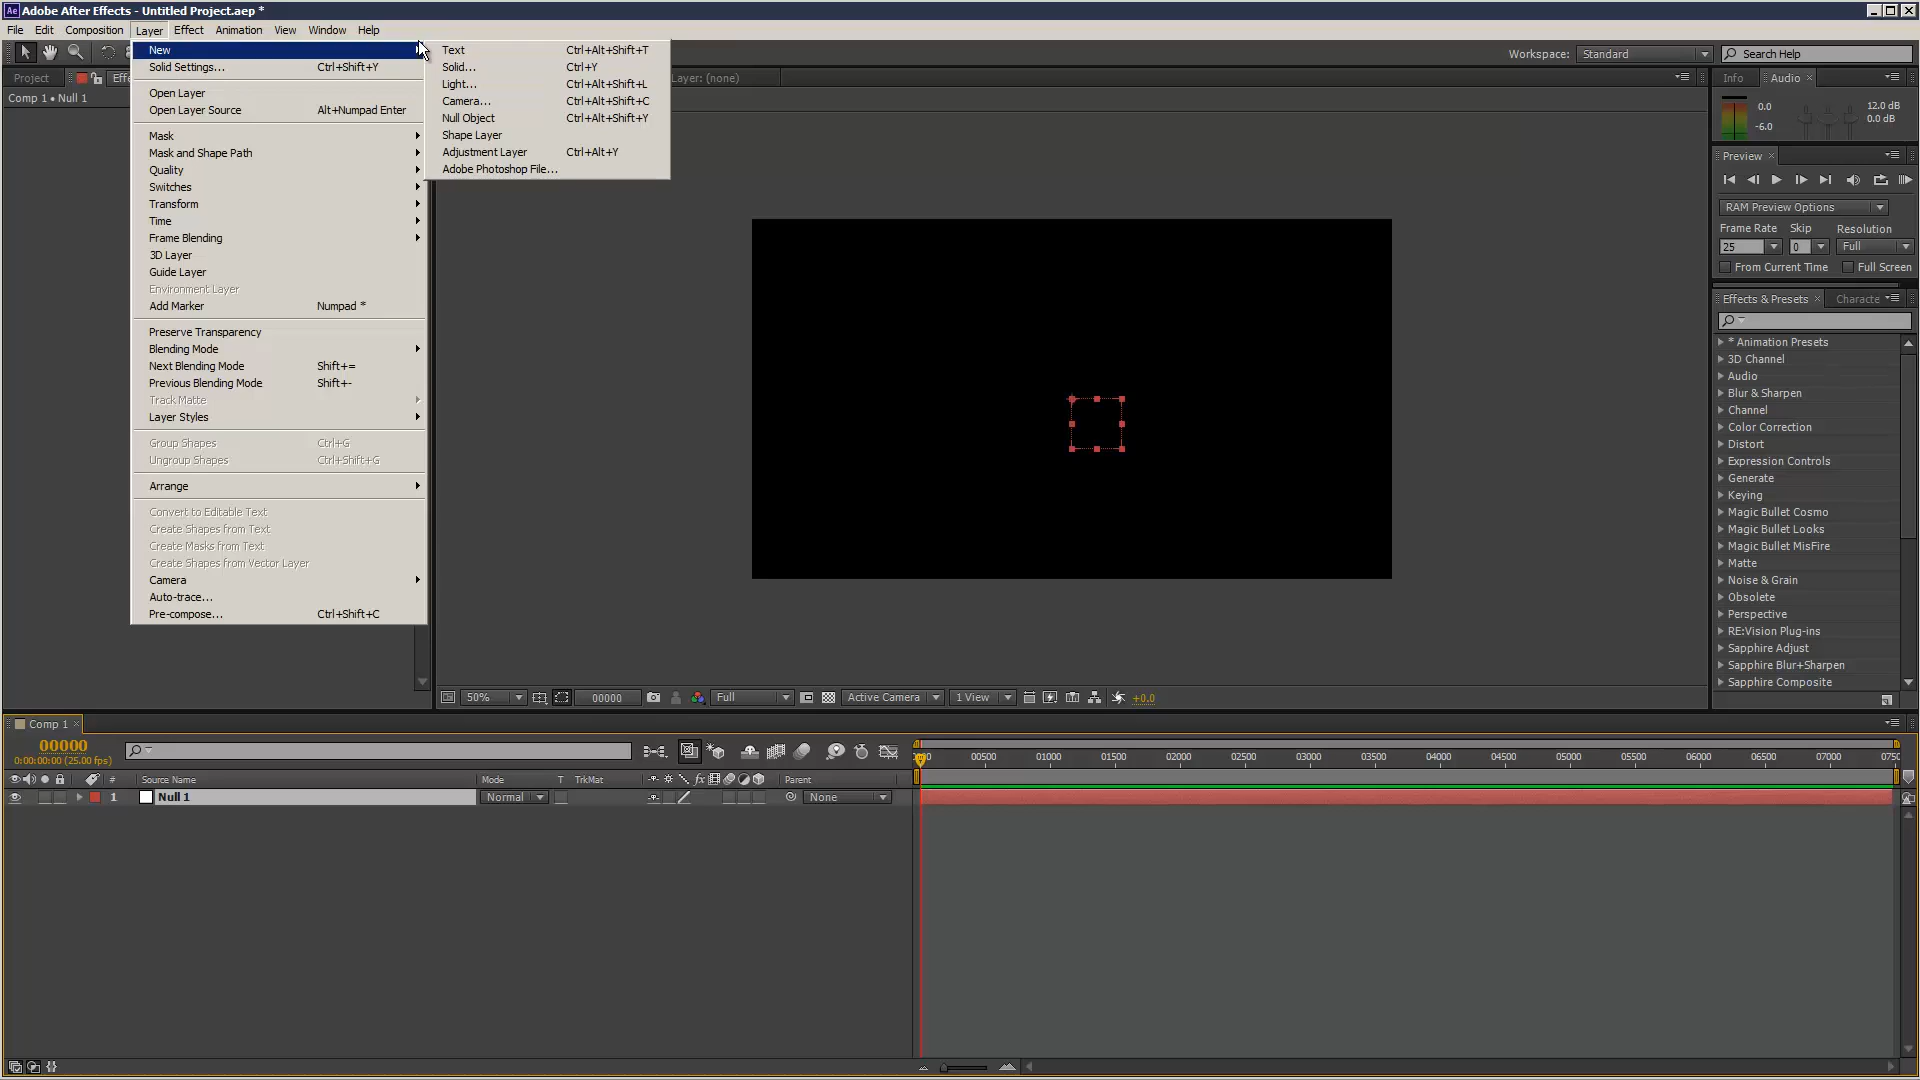 Adobe After Effects - Untitled Project.aep *
File Edit Composition Layer Effect Animation View Window Help
Workspace: Standard Search Help
New
Solid Settings... Ctrl+Shift+Y
Open Layer
Open Layer Source Alt+Numpad Enter
Mask
Mask and Shape Path
Quality
Switches
Transform
Time
Frame Blending
3D Layer
Guide Layer
Environment Layer
Add Marker Numpad *
Preserve Transparency
Blending Mode
Next Blending Mode Shift+=
Previous Blending Mode Shift+-
Track Matte
Layer Styles
Group Shapes Ctrl+G
Ungroup Shapes Ctrl+Shift+G
Arrange
Convert to Editable Text
Create Shapes from Text
Create Masks from Text
Create Shapes from Vector Layer
Camera
Auto-trace...
Pre-compose... Ctrl+Shift+C
Text Ctrl+Alt+Shift+T
Solid... Ctrl+Y
Light... Ctrl+Alt+Shift+L
Camera... Ctrl+Alt+Shift+C
Null Object Ctrl+Alt+Shift+Y
Shape Layer
Adjustment Layer Ctrl+Alt+Y
Adobe Photoshop File...
Project Effe
Comp 1 • Null 1
Layer: (none)
Info Audio
0.0 12.0 dB
0.0 dB
-6.0
Preview
RAM Preview Options
Frame Rate Skip Resolution
25 0 Full
From Current Time Full Screen
Effects & Presets Characte
* Animation Presets
3D Channel
Audio
Blur & Sharpen
Channel
Color Correction
Distort
Expression Controls
Generate
Keying
Magic Bullet Cosmo
Magic Bullet Looks
Magic Bullet MisFire
Matte
Noise & Grain
Obsolete
Perspective
RE:Vision Plug-ins
Sapphire Adjust
Sapphire Blur+Sharpen
Sapphire Composite
50% 00000 Full Active Camera 1 View +0.0
Comp 1
00000
0:00:00:00 (25.00 fps)
00500 01000 01500 02000 02500 03000 03500 04000 04500 05000 05500 06000 06500 07000
# Source Name Mode T TrkMat fx Parent
1 Null 1 Normal None